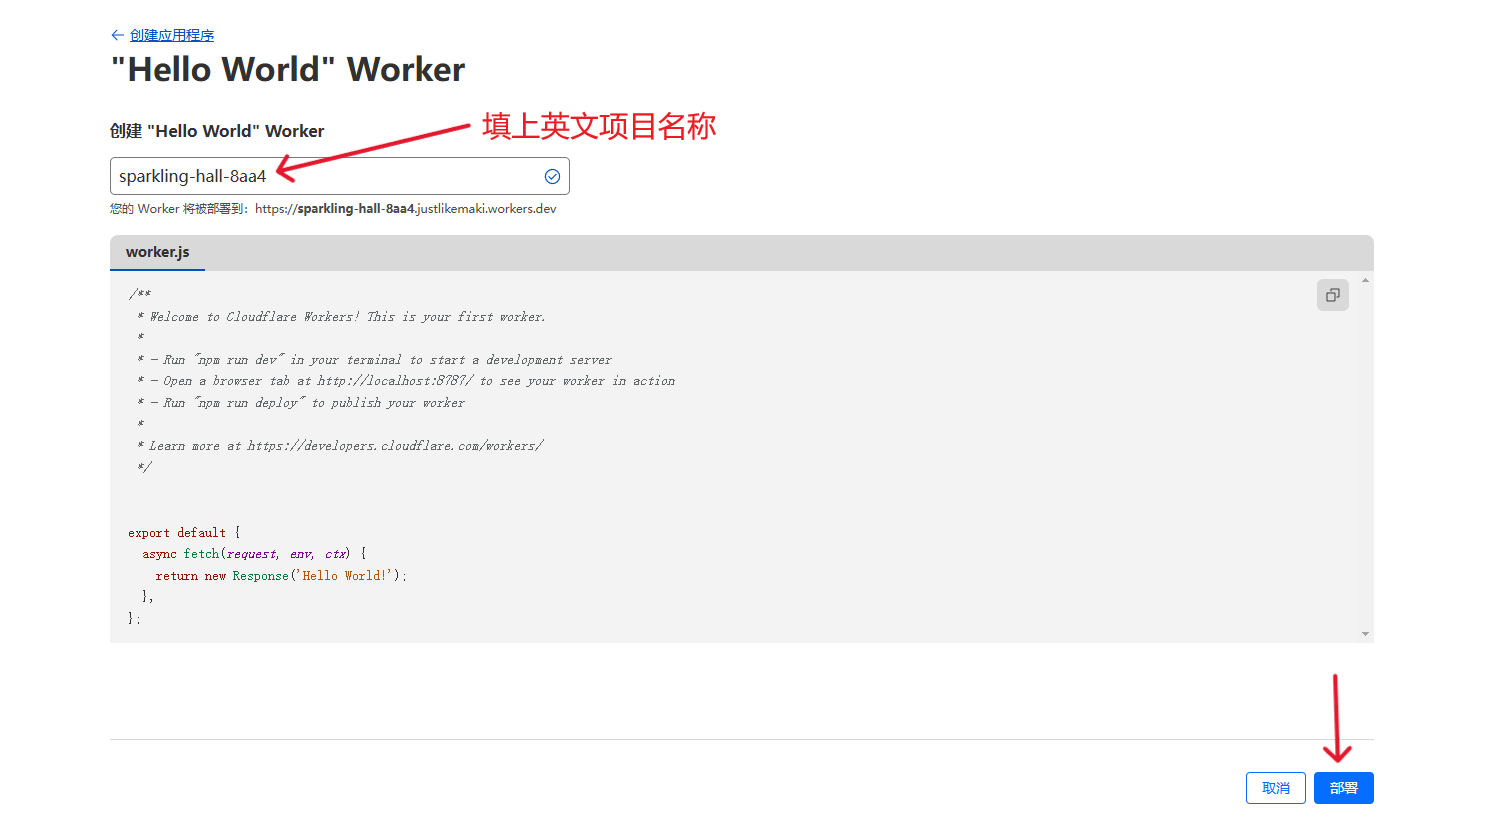 ← 创建应用程序
"Hello World" Worker
填上英文项目名称
创建 "Hello World" Worker
sparkling-hall-8aa4
您的 Worker 将被部署到：https://sparkling-hall-8aa4.justlikemaki.workers.dev
worker.js
/**
 * Welcome to Cloudflare Workers! This is your first worker.
 *
 * - Run "npm run dev" in your terminal to start a development server
 * - Open a browser tab at http://localhost:8787/ to see your worker in action
 * - Run "npm run deploy" to publish your worker
 *
 * Learn more at https://developers.cloudflare.com/workers/
 */
export default {
  async fetch(request, env, ctx) {
    return new Response('Hello World!');
  },
};
取消 部署